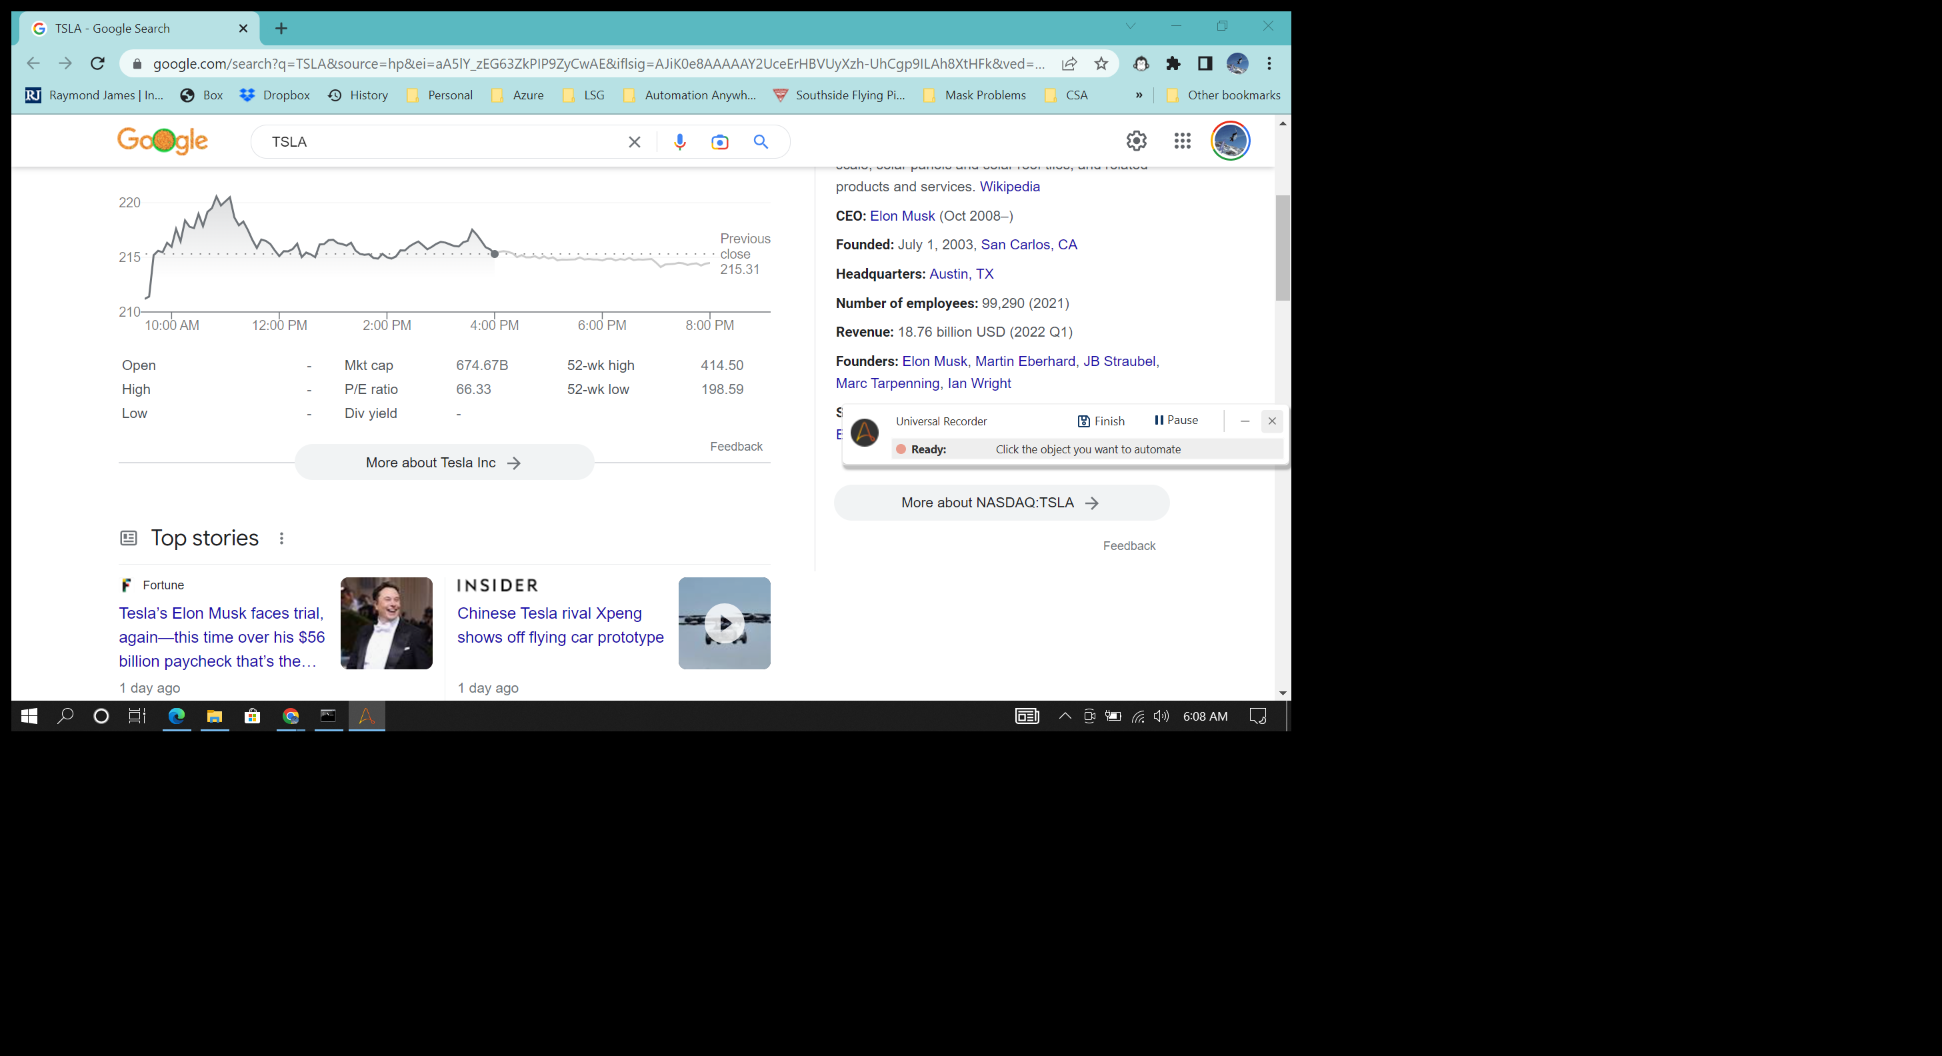 TSLA - Google Search
google.com/search?q=TSLA&source=hp&ei=aA5lY_zEG63ZkPIP9ZyCwAE&iflsig=AJiK0e8AAAAAY2UceErHBVUyXzh-UhCgp9ILAh8XtHFk&ved=...
Raymond James | In... Box Dropbox History Personal Azure LSG Automation Anywh... Southside Flying Pi... Mask Problems CSA » Other bookmarks
Google TSLA
products and services. Wikipedia
CEO: Elon Musk (Oct 2008–)
Founded: July 1, 2003, San Carlos, CA
Headquarters: Austin, TX
Number of employees: 99,290 (2021)
Revenue: 18.76 billion USD (2022 Q1)
Founders: Elon Musk, Martin Eberhard, JB Straubel,
Marc Tarpenning, Ian Wright
220
215
210
Previous
close
215.31
10:00 AM 12:00 PM 2:00 PM 4:00 PM 6:00 PM 8:00 PM
Open - Mkt cap 674.67B 52-wk high 414.50
High - P/E ratio 66.33 52-wk low 198.59
Low - Div yield -
Feedback
More about Tesla Inc
Universal Recorder Finish Pause
Ready: Click the object you want to automate
More about NASDAQ:TSLA
Feedback
Top stories
Fortune
Tesla's Elon Musk faces trial,
again—this time over his $56
billion paycheck that's the…
1 day ago
INSIDER
Chinese Tesla rival Xpeng
shows off flying car prototype
1 day ago
6:08 AM